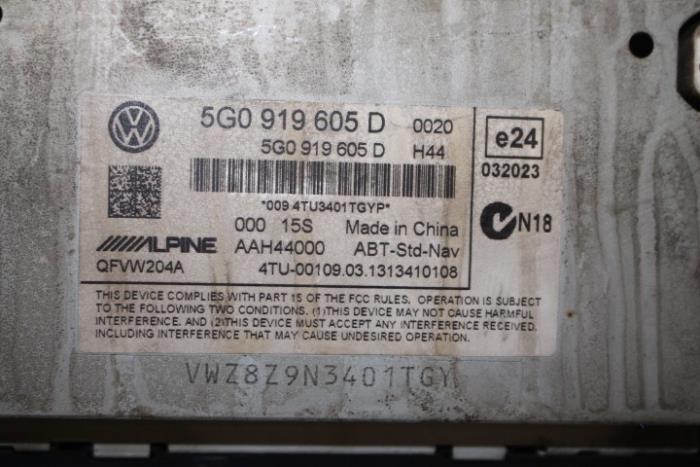 5G0 919 605 D 0020
5G0 919 605 D H44
*009 4TU3401TGYP*
000 15S Made in China
ALPINE AAH44000 ABT-Std-Nav
QFVW204A 4TU-00109.03.1313410108
e24
032023
N18
THIS DEVICE COMPLIES WITH PART 15 OF THE FCC RULES. OPERATION IS SUBJECT
TO THE FOLLOWING TWO CONDITIONS. (1)THIS DEVICE MAY NOT CAUSE HARMFUL
INTERFERENCE. AND (2)THIS DEVICE MUST ACCEPT ANY INTERFERENCE RECEIVED.
INCLUDING INTERFERENCE THAT MAY CAUSE UNDESIRED OPERATION.
VWZ8Z9N3401TGY